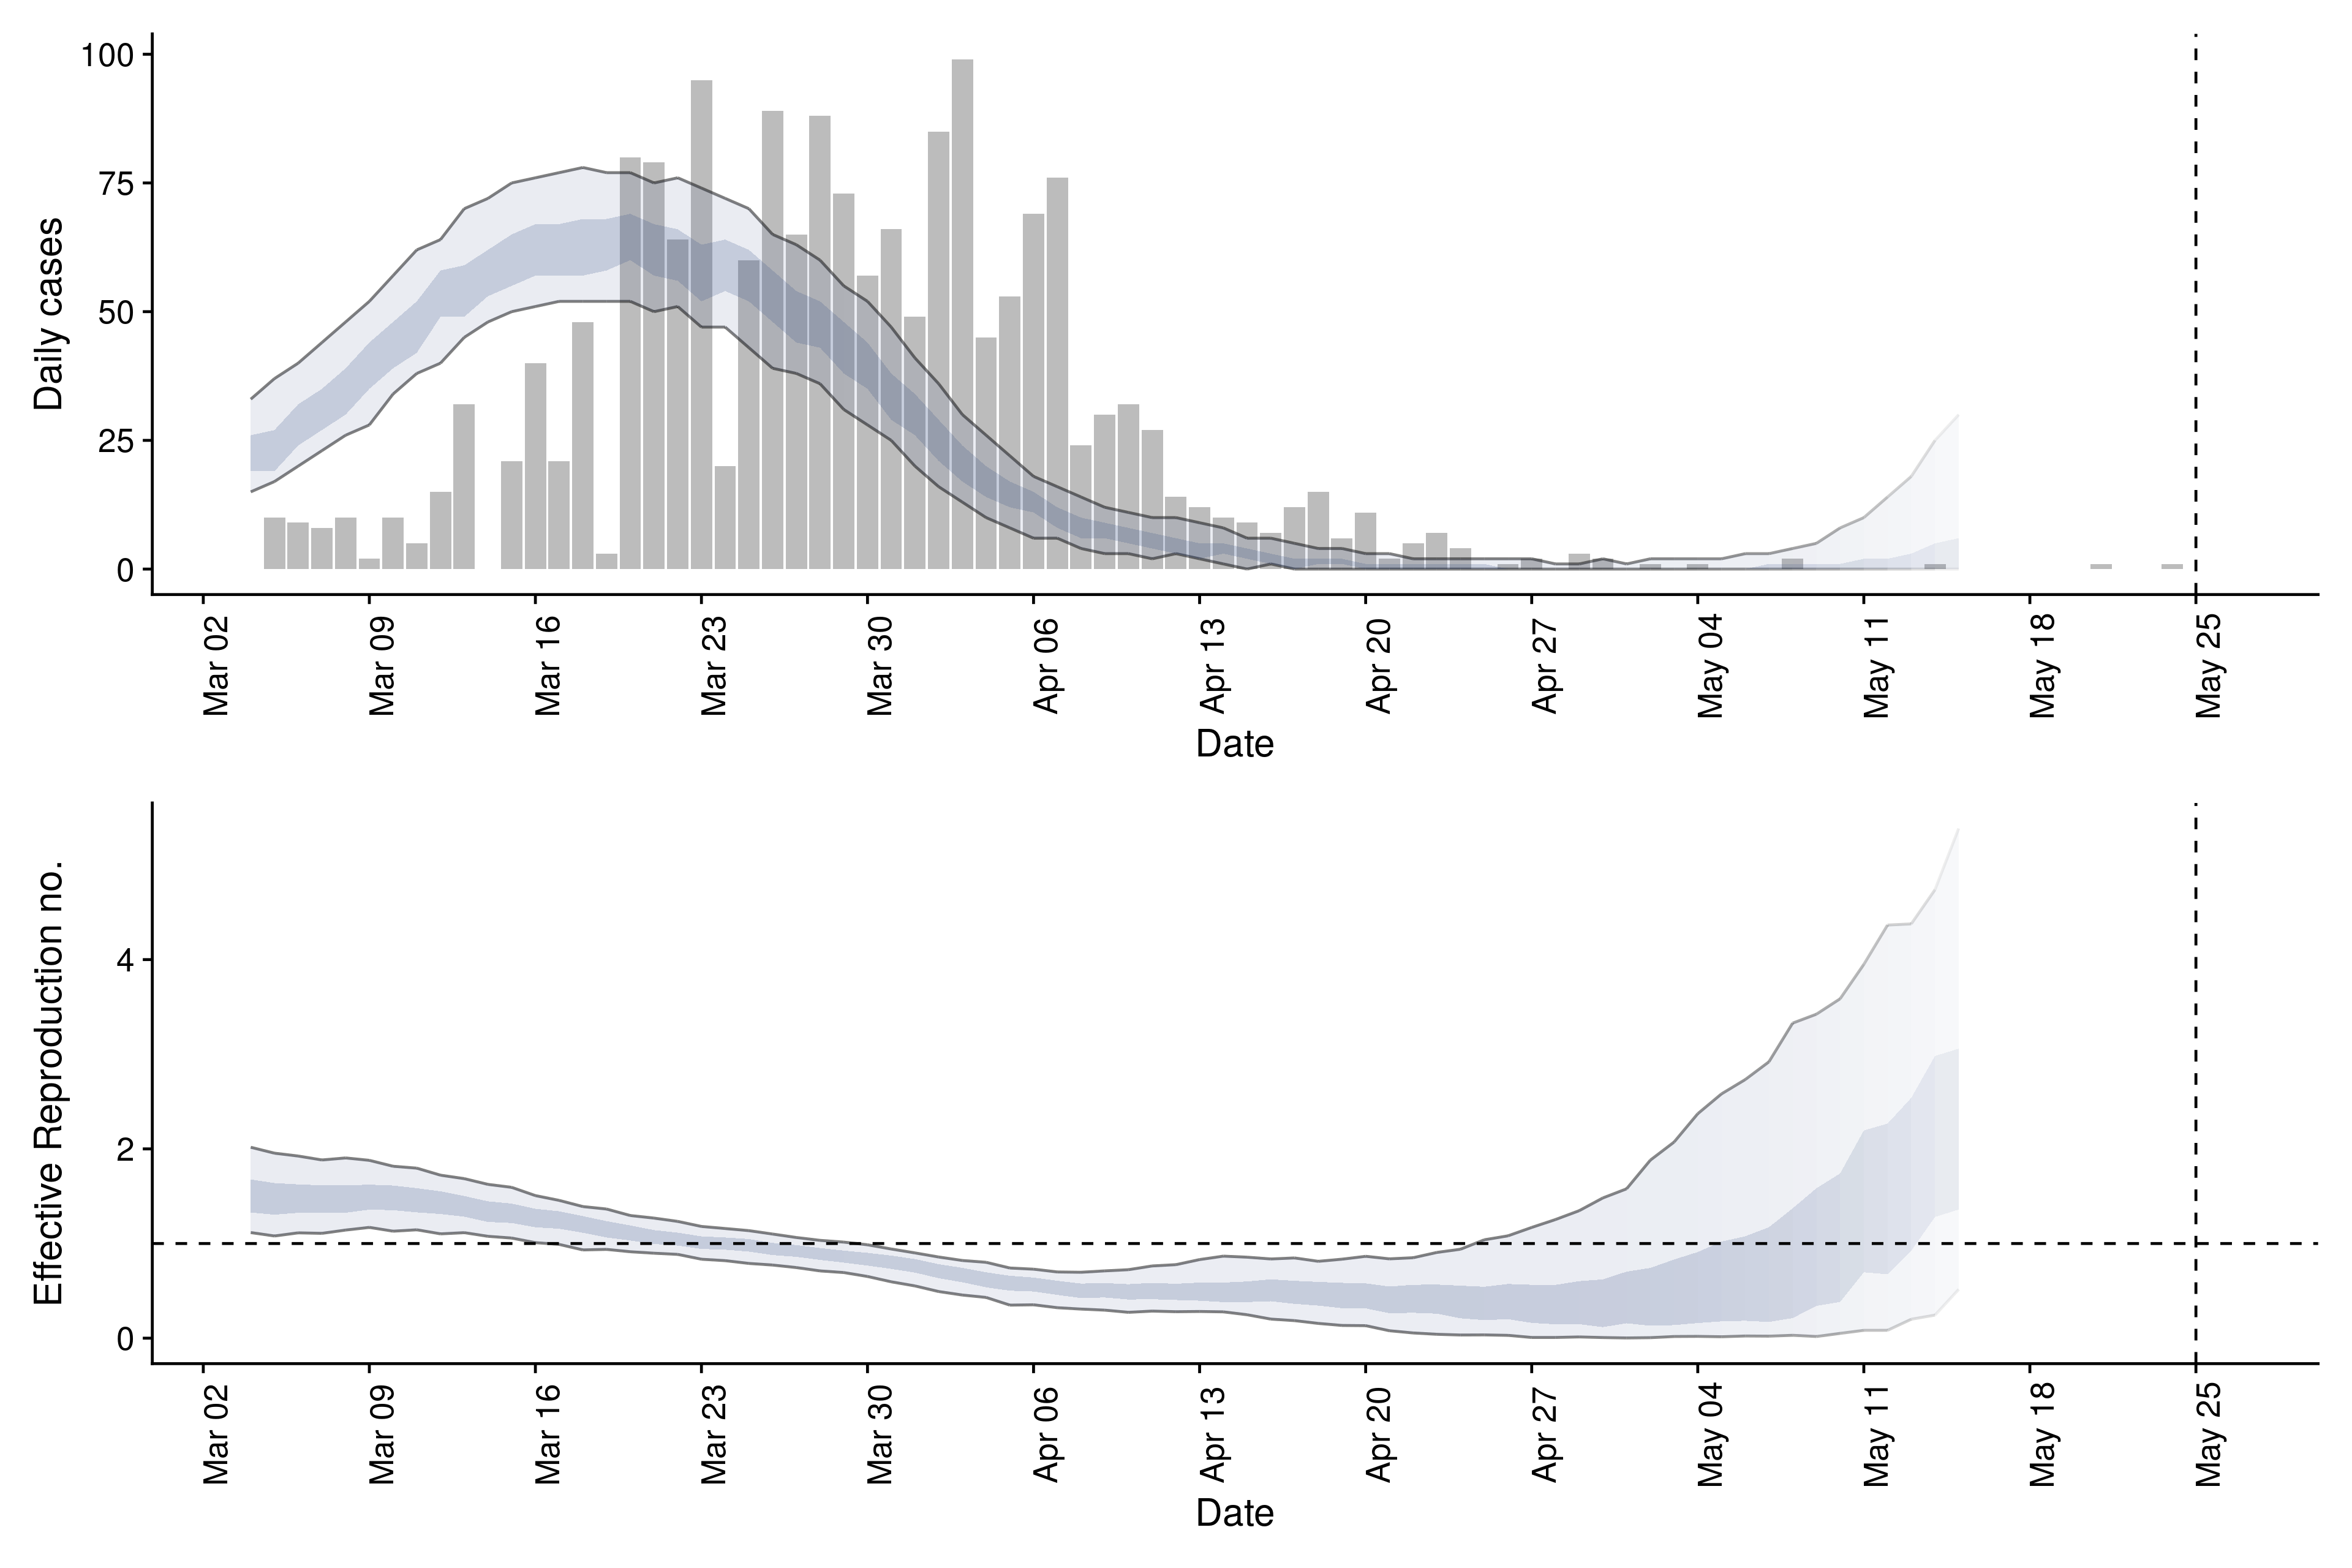 100
75
50
25
0
Daily cases
Mar 02
Mar 09
Mar 16
Mar 23
Mar 30
Apr 06
Apr 13
Apr 20
Apr 27
May 04
May 11
May 18
May 25
Date
4
2
0
Effective Reproduction no.
Mar 02
Mar 09
Mar 16
Mar 23
Mar 30
Apr 06
Apr 13
Apr 20
Apr 27
May 04
May 11
May 18
May 25
Date